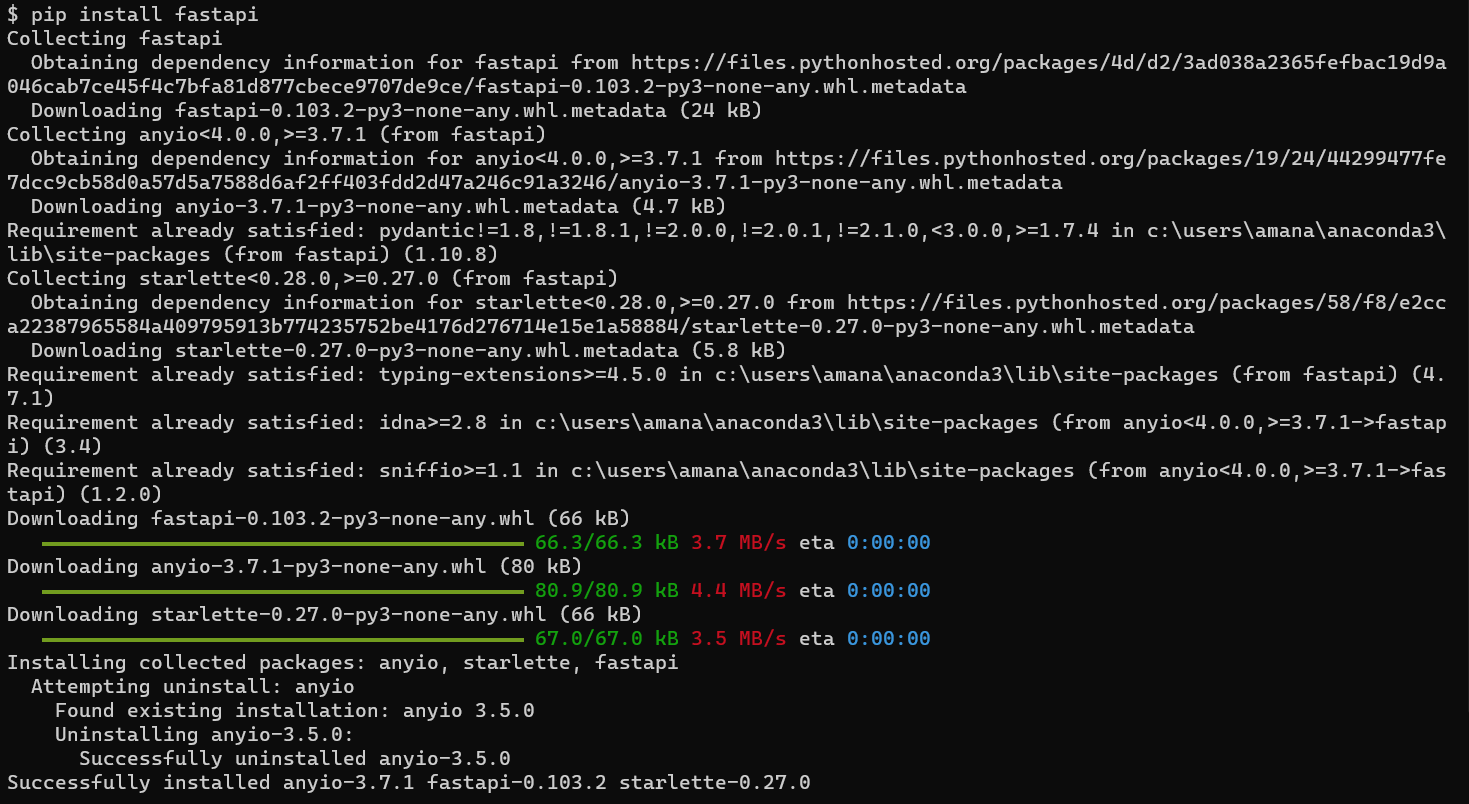 $ pip install fastapi
Collecting fastapi
  Obtaining dependency information for fastapi from https://files.pythonhosted.org/packages/4d/d2/3ad038a2365fefbac19d9a
046cab7ce45f4c7bfa81d877cbece9707de9ce/fastapi-0.103.2-py3-none-any.whl.metadata
  Downloading fastapi-0.103.2-py3-none-any.whl.metadata (24 kB)
Collecting anyio<4.0.0,>=3.7.1 (from fastapi)
  Obtaining dependency information for anyio<4.0.0,>=3.7.1 from https://files.pythonhosted.org/packages/19/24/44299477fe
7dcc9cb58d0a57d5a7588d6af2ff403fdd2d47a246c91a3246/anyio-3.7.1-py3-none-any.whl.metadata
  Downloading anyio-3.7.1-py3-none-any.whl.metadata (4.7 kB)
Requirement already satisfied: pydantic!=1.8,!=1.8.1,!=2.0.0,!=2.0.1,!=2.1.0,<3.0.0,>=1.7.4 in c:\users\amana\anaconda3\
lib\site-packages (from fastapi) (1.10.8)
Collecting starlette<0.28.0,>=0.27.0 (from fastapi)
  Obtaining dependency information for starlette<0.28.0,>=0.27.0 from https://files.pythonhosted.org/packages/58/f8/e2cc
a22387965584a409795913b774235752be4176d276714e15e1a58884/starlette-0.27.0-py3-none-any.whl.metadata
  Downloading starlette-0.27.0-py3-none-any.whl.metadata (5.8 kB)
Requirement already satisfied: typing-extensions>=4.5.0 in c:\users\amana\anaconda3\lib\site-packages (from fastapi) (4.
7.1)
Requirement already satisfied: idna>=2.8 in c:\users\amana\anaconda3\lib\site-packages (from anyio<4.0.0,>=3.7.1->fastap
i) (3.4)
Requirement already satisfied: sniffio>=1.1 in c:\users\amana\anaconda3\lib\site-packages (from anyio<4.0.0,>=3.7.1->fas
tapi) (1.2.0)
Downloading fastapi-0.103.2-py3-none-any.whl (66 kB)
   66.3/66.3 kB 3.7 MB/s eta 0:00:00
Downloading anyio-3.7.1-py3-none-any.whl (80 kB)
   80.9/80.9 kB 4.4 MB/s eta 0:00:00
Downloading starlette-0.27.0-py3-none-any.whl (66 kB)
   67.0/67.0 kB 3.5 MB/s eta 0:00:00
Installing collected packages: anyio, starlette, fastapi
  Attempting uninstall: anyio
    Found existing installation: anyio 3.5.0
    Uninstalling anyio-3.5.0:
      Successfully uninstalled anyio-3.5.0
Successfully installed anyio-3.7.1 fastapi-0.103.2 starlette-0.27.0